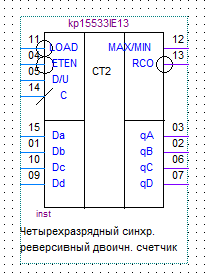 kp15533IE13
11 LOAD MAX/MIN 12
04 ETEN RCO 13
05 D/U CT2
14 C
15 Da qA 03
01 Db qB 02
10 Dc qC 06
09 Dd qD 07
inst
Четырехразрядный синхр.
реверсивный двоичн. счетчик